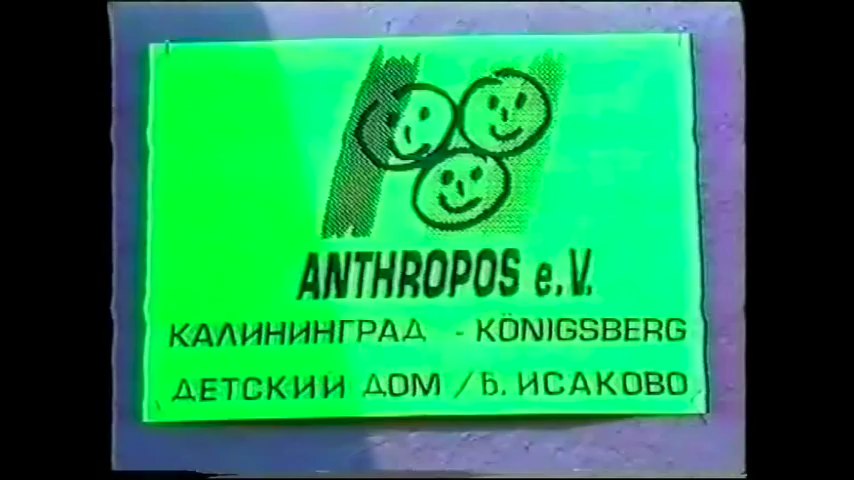 ANTHROPOS e.V.
КАЛИНИНГРАД - KÖNIGSBERG
ДЕТСКИЙ ДОМ / Б. ИСАКОВО